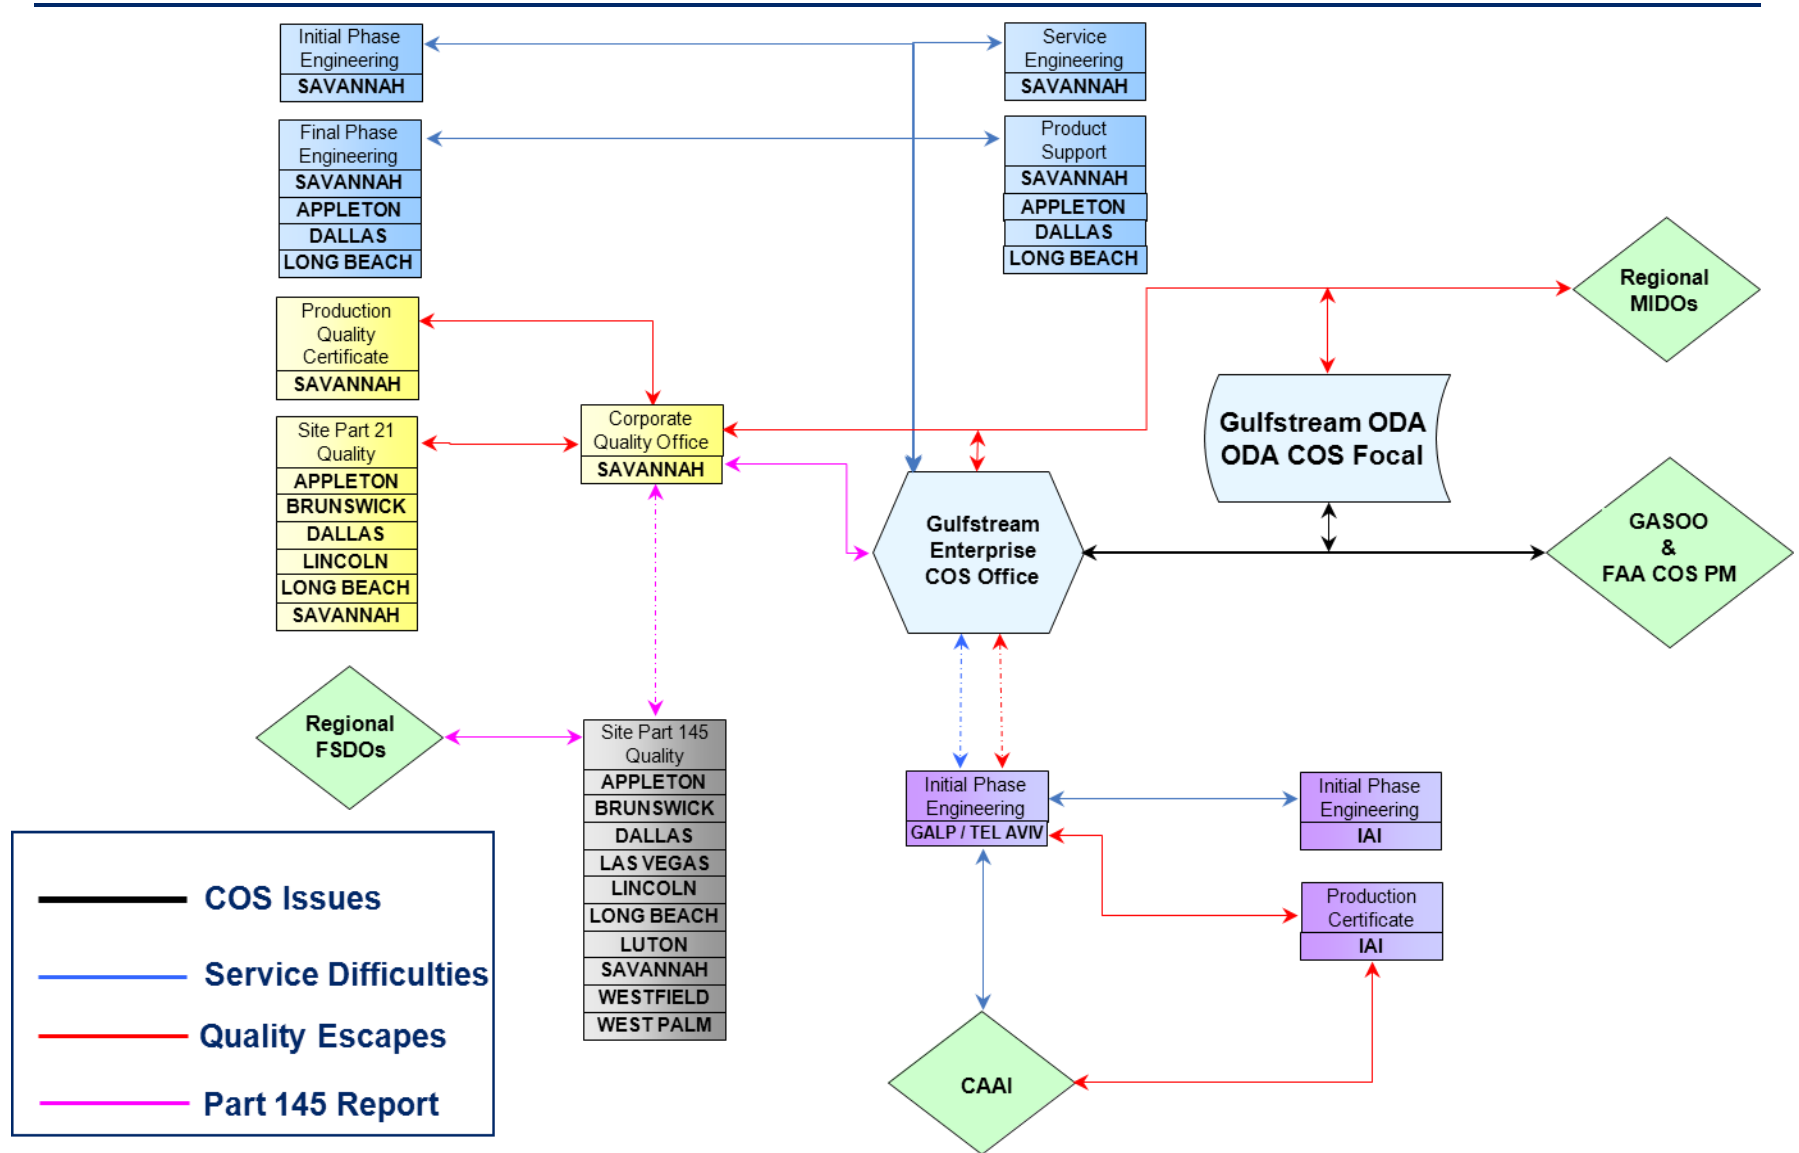 Initial Phase
Engineering
SAVANNAH
Service
Engineering
SAVANNAH
Final Phase
Engineering
SAVANNAH
APPLETON
DALLAS
LONG BEACH
Product
Support
SAVANNAH
APPLETON
DALLAS
LONG BEACH
Regional
MIDOs
Production
Quality
Certificate
SAVANNAH
Corporate
Quality Office
SAVANNAH
Gulfstream ODA
ODA COS Focal
Site Part 21
Quality
APPLETON
BRUNSWICK
DALLAS
LINCOLN
LONG BEACH
SAVANNAH
Gulfstream
Enterprise
COS Office
GASOO
&
FAA COS PM
Regional
FSDOs
Site Part 145
Quality
APPLETON
BRUNSWICK
DALLAS
LAS VEGAS
LINCOLN
LONG BEACH
LUTON
SAVANNAH
WESTFIELD
WEST PALM
Initial Phase
Engineering
GALP / TEL AVIV
Initial Phase
Engineering
IAI
Production
Certificate
IAI
CAAI
COS Issues
Service Difficulties
Quality Escapes
Part 145 Report